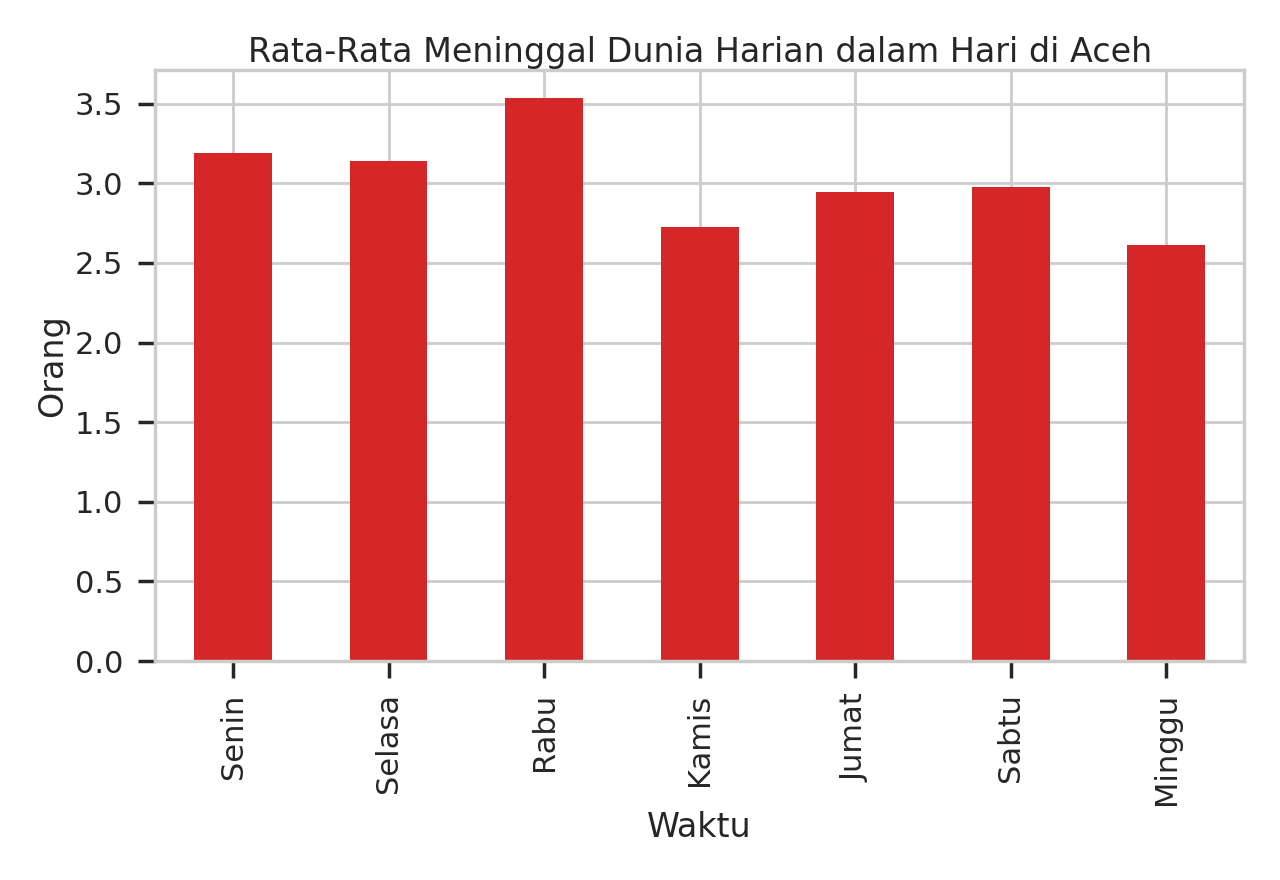 Rata-Rata Meninggal Dunia Harian dalam Hari di Aceh
Orang
3.5
3.0
2.5
2.0
1.5
1.0
0.5
0.0
Senin
Selasa
Rabu
Kamis
Jumat
Sabtu
Minggu
Waktu